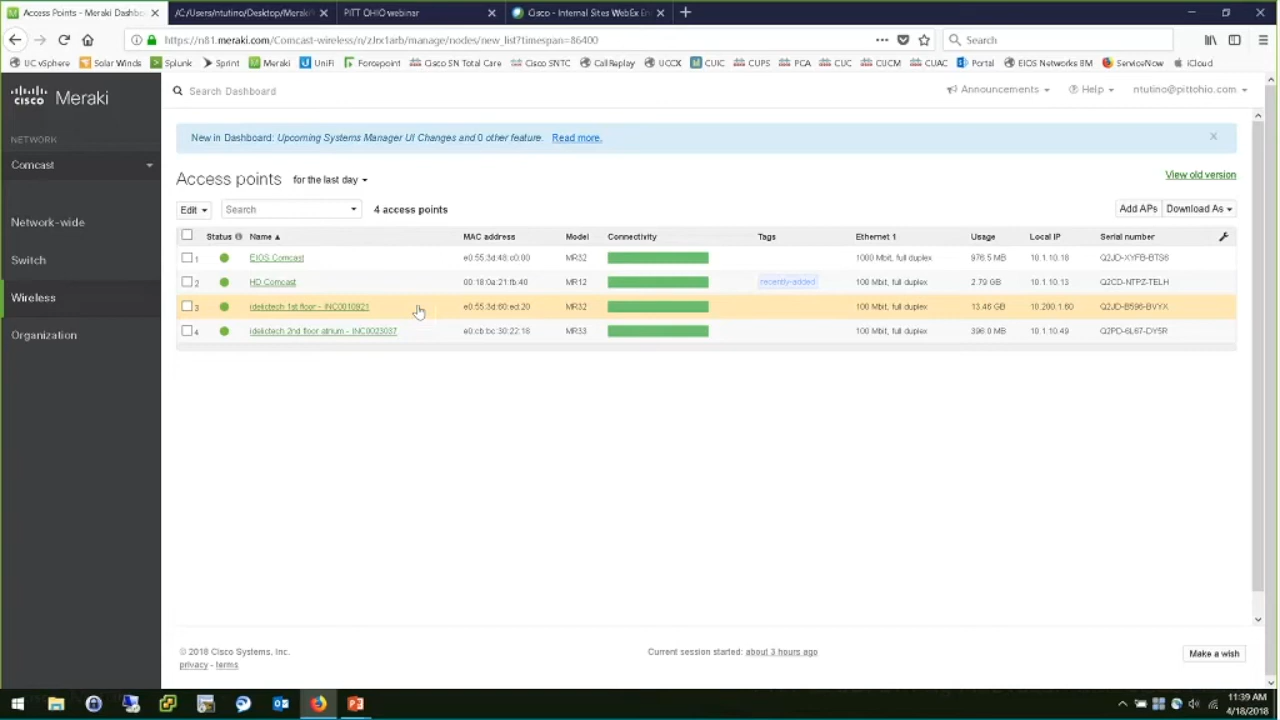 Access Points - Meraki Dashbo
/C:/Users/ntutino/Desktop/Meraki
PITT OHIO webinar
Cisco - Internal Sites WebEx En
https://n81.meraki.com/Comcast-wireless/n/zJrx1arb/manage/nodes/new_list?timespan=86400
Search
UC vSphere
Solar Winds
Splunk
Sprint
Meraki
UniFi
Forcepoint
Cisco SN Total Care
Cisco SNTC
CallReplay
UCCX
CUIC
CUPS
PCA
CUC
CUCM
CUAC
Portal
EIOS Networks BM
ServiceNow
iCloud
CISCO Meraki
Search Dashboard
Announcements
Help
ntutino@pittohio.com
NETWORK
Comcast
Network-wide
Switch
Wireless
Organization
New in Dashboard: Upcoming Systems Manager UI Changes and 0 other feature. Read more.
Access points for the last day
View old version
Edit
Search
4 access points
Add APs
Download As
Status Name MAC address Model Connectivity Tags Ethernet 1 Usage Local IP Serial number
1 EIOS Comcast e0:55:3d:48:c0:00 MR32 1000 Mbit, full duplex 976.5 MB 10.1.10.18 Q2JD-XYFB-BTS6
2 HD Comcast 00:18:0a:21:fb:40 MR12 recently-added 100 Mbit, full duplex 2.79 GB 10.1.10.13 Q2CD-NTPZ-TELH
3 idekctech 1st floor - INC0010921 e0:55:3d:60:ed:20 MR32 100 Mbit, full duplex 13.46 GB 10.200.1.60 Q2JD-B596-BVYX
4 idekctech 2nd floor atrium - INC0023037 e0:cb:bc:30:22:18 MR33 100 Mbit, full duplex 396.0 MB 10.1.10.49 Q2PD-6L67-DY5R
© 2018 Cisco Systems, Inc.
privacy - terms
Current session started: about 3 hours ago
Make a wish
11:39 AM
4/18/2018